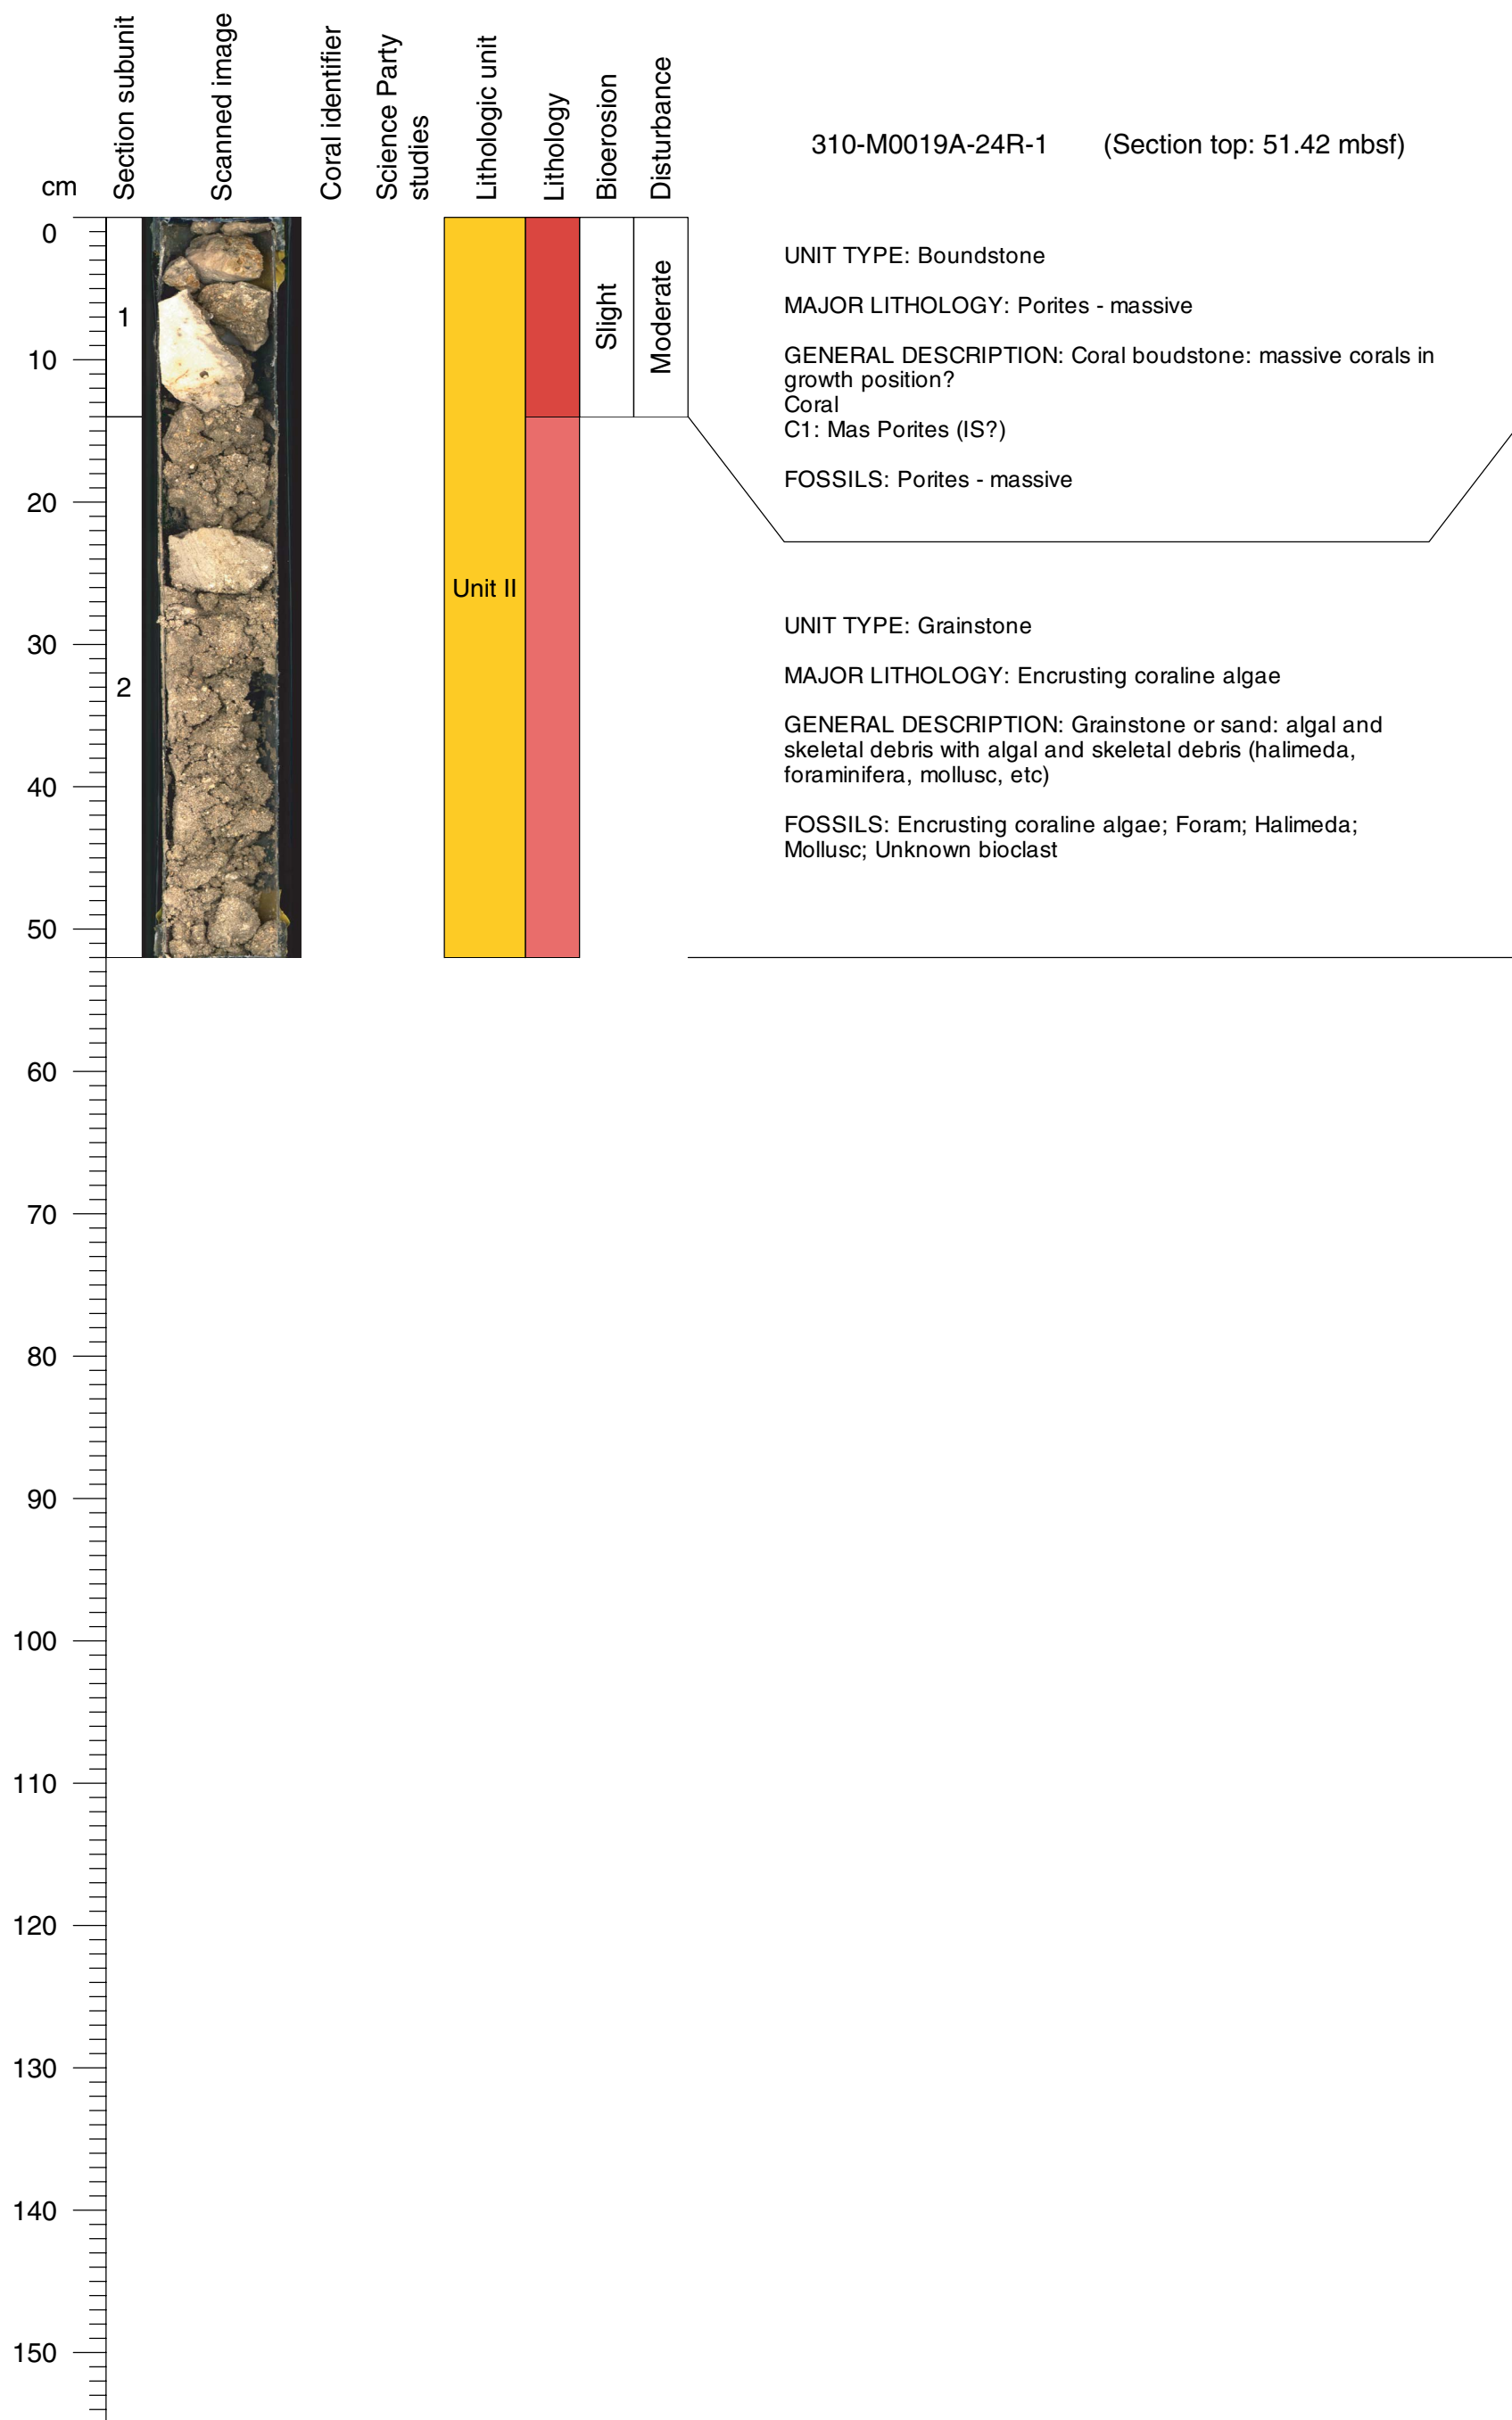 cm
Section subunit
Scanned image
Coral identifier
Science Party
studies
Lithologic unit
Lithology
Bioerosion
Disturbance
310-M0019A-24R-1 (Section top: 51.42 mbsf)
0
10
20
30
40
50
60
70
80
90
100
110
120
130
140
150
1
2
Unit II
Slight
Moderate
UNIT TYPE: Boundstone
MAJOR LITHOLOGY: Porites - massive
GENERAL DESCRIPTION: Coral boudstone: massive corals in
growth position?
Coral
C1: Mas Porites (IS?)
FOSSILS: Porites - massive
UNIT TYPE: Grainstone
MAJOR LITHOLOGY: Encrusting coraline algae
GENERAL DESCRIPTION: Grainstone or sand: algal and
skeletal debris with algal and skeletal debris (halimeda,
foraminifera, mollusc, etc)
FOSSILS: Encrusting coraline algae; Foram; Halimeda;
Mollusc; Unknown bioclast